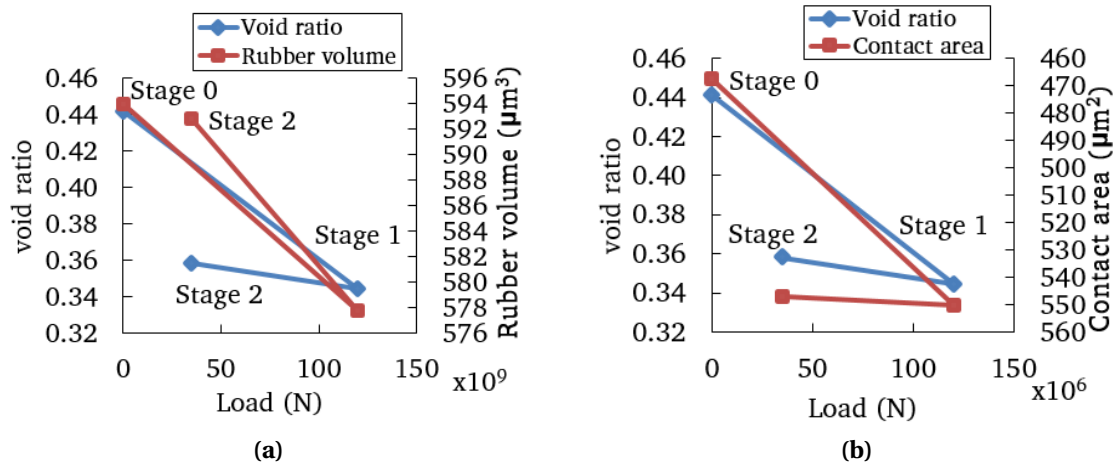 Void ratio
Rubber volume
0.46
0.44
0.42
0.40
0.38
0.36
0.34
0.32
void ratio
Stage 0
Stage 2
Stage 1
Stage 2
596
594
592
590
588
586
584
582
580
578
576
Rubber volume (µm³)
0
50
100
150
x10⁹
Load (N)
(a)
Void ratio
Contact area
0.46
0.44
0.42
0.40
0.38
0.36
0.34
0.32
void ratio
Stage 0
Stage 1
Stage 2
460
470
480
490
500
510
520
530
540
550
560
Contact area (µm²)
0
50
100
150
x10⁶
Load (N)
(b)